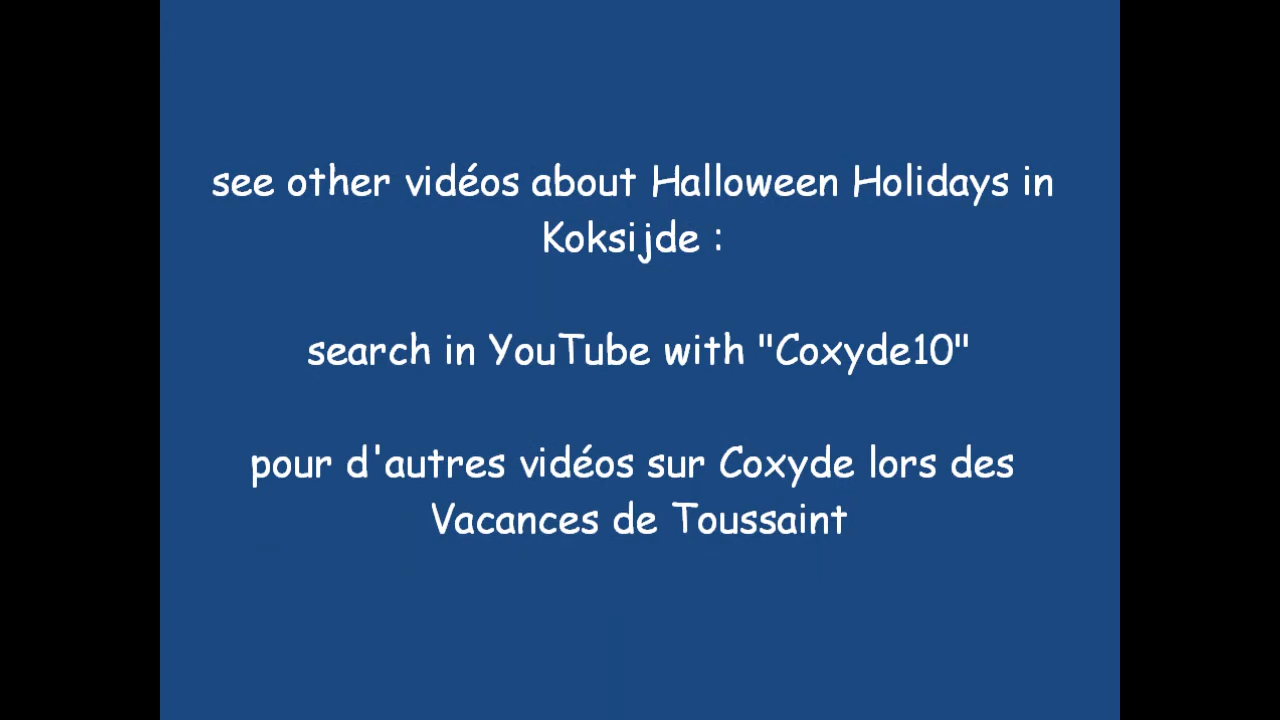 see other vidéos about Halloween Holidays in
Koksijde :
search in YouTube with "Coxyde10"
pour d'autres vidéos sur Coxyde lors des
Vacances de Toussaint